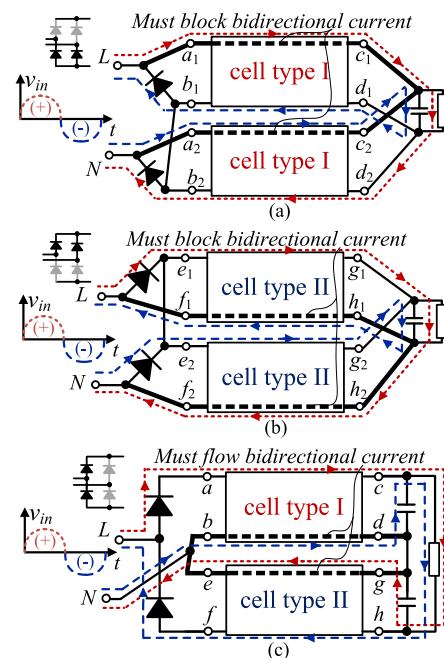 Must block bidirectional current
L a₁ c₁
cell type I
vᵢₙ
(+) b₁ d₁
(-) t
a₂ c₂
cell type I
N
b₂ d₂
(a)
Must block bidirectional current
e₁ g₁
cell type II
L
f₁ h₁
vᵢₙ
(+)
(-) t
e₂ g₂
cell type II
N f₂ h₂
(b)
Must flow bidirectional current
a c
cell type I
vᵢₙ L
b d
(+)
(-) t
N e g
cell type II
f h
(c)